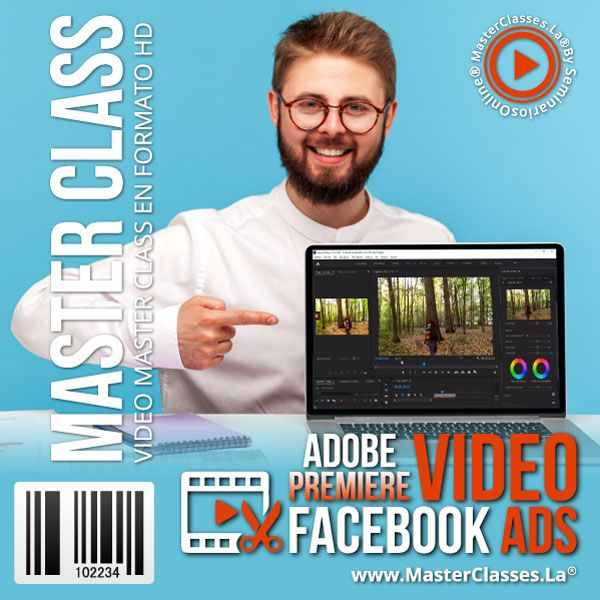 MASTER CLASS
VIDEO MASTER CLASS EN FORMATO HD
MasterClasses.La®By SeminariosOnline®
ADOBE
PREMIERE
VIDEO
FACEBOOK ADS
102234
www.MasterClasses.La®